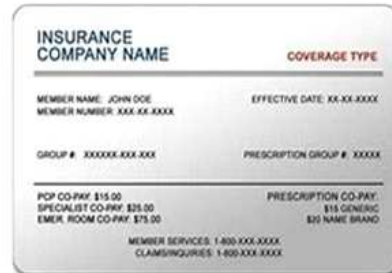 INSURANCE
COMPANY NAME
COVERAGE TYPE
MEMBER NAME: JOHN DOE
EFFECTIVE DATE: XX-XX-XXXX
MEMBER NUMBER: XXX-XX-XXXX
GROUP #: XXXXXX-XXX-XXX
PRESCRIPTION GROUP #: XXXXX
PCP CO-PAY: $15.00
SPECIALIST CO-PAY: $25.00
EMER. ROOM CO-PAY: $75.00
PRESCRIPTION CO-PAY:
$15 GENERIC
$20 NAME BRAND
MEMBER SERVICES: 1-800-XXX-XXXX
CLAIMS/INQUIRIES: 1-800-XXX-XXXX